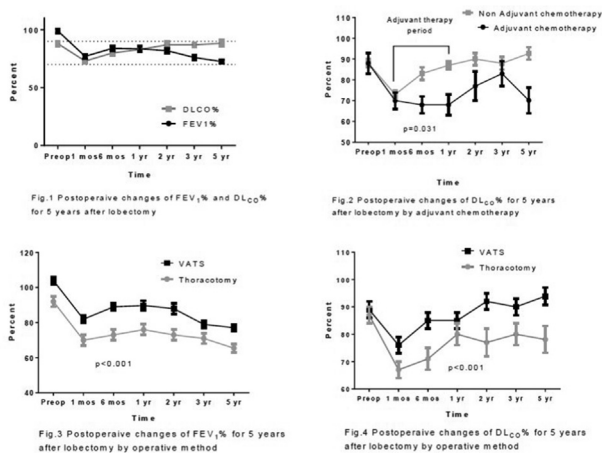 100
50
0
Percent
DLCO%
FEV1%
Preop 1 mos 6 mos 1 yr 2 yr 3 yr 5 yr
Time
Fig.1 Postoperaive changes of FEV1% and DLCO%
for 5 years after lobectomy
Non Adjuvant chemotherapy
Adjuvant chemotherapy
Adjuvant therapy
period
110
100
90
80
70
60
50
Percent
p=0.031
Preop 1 mos 6 mos 1 yr 2 yr 3 yr 5 yr
Time
Fig.2 Postoperaive changes of DLCO% for 5 years
after lobectomy by adjuvant chemotherapy
120
100
80
60
40
Percent
VATS
Thoracotomy
p<0.001
Preop 1 mos 6 mos 1 yr 2 yr 3 yr 5 yr
Time
Fig.3 Postoperaive changes of FEV1% for 5 years
after lobectomy by operative method
110
100
90
80
70
60
Percent
VATS
Thoracotomy
p<0.001
Preop 1 mos 6 mos 1 yr 2 yr 3 yr 5 yr
Time
Fig.4 Postoperaive changes of DLCO% for 5 years
after lobectomy by operative method